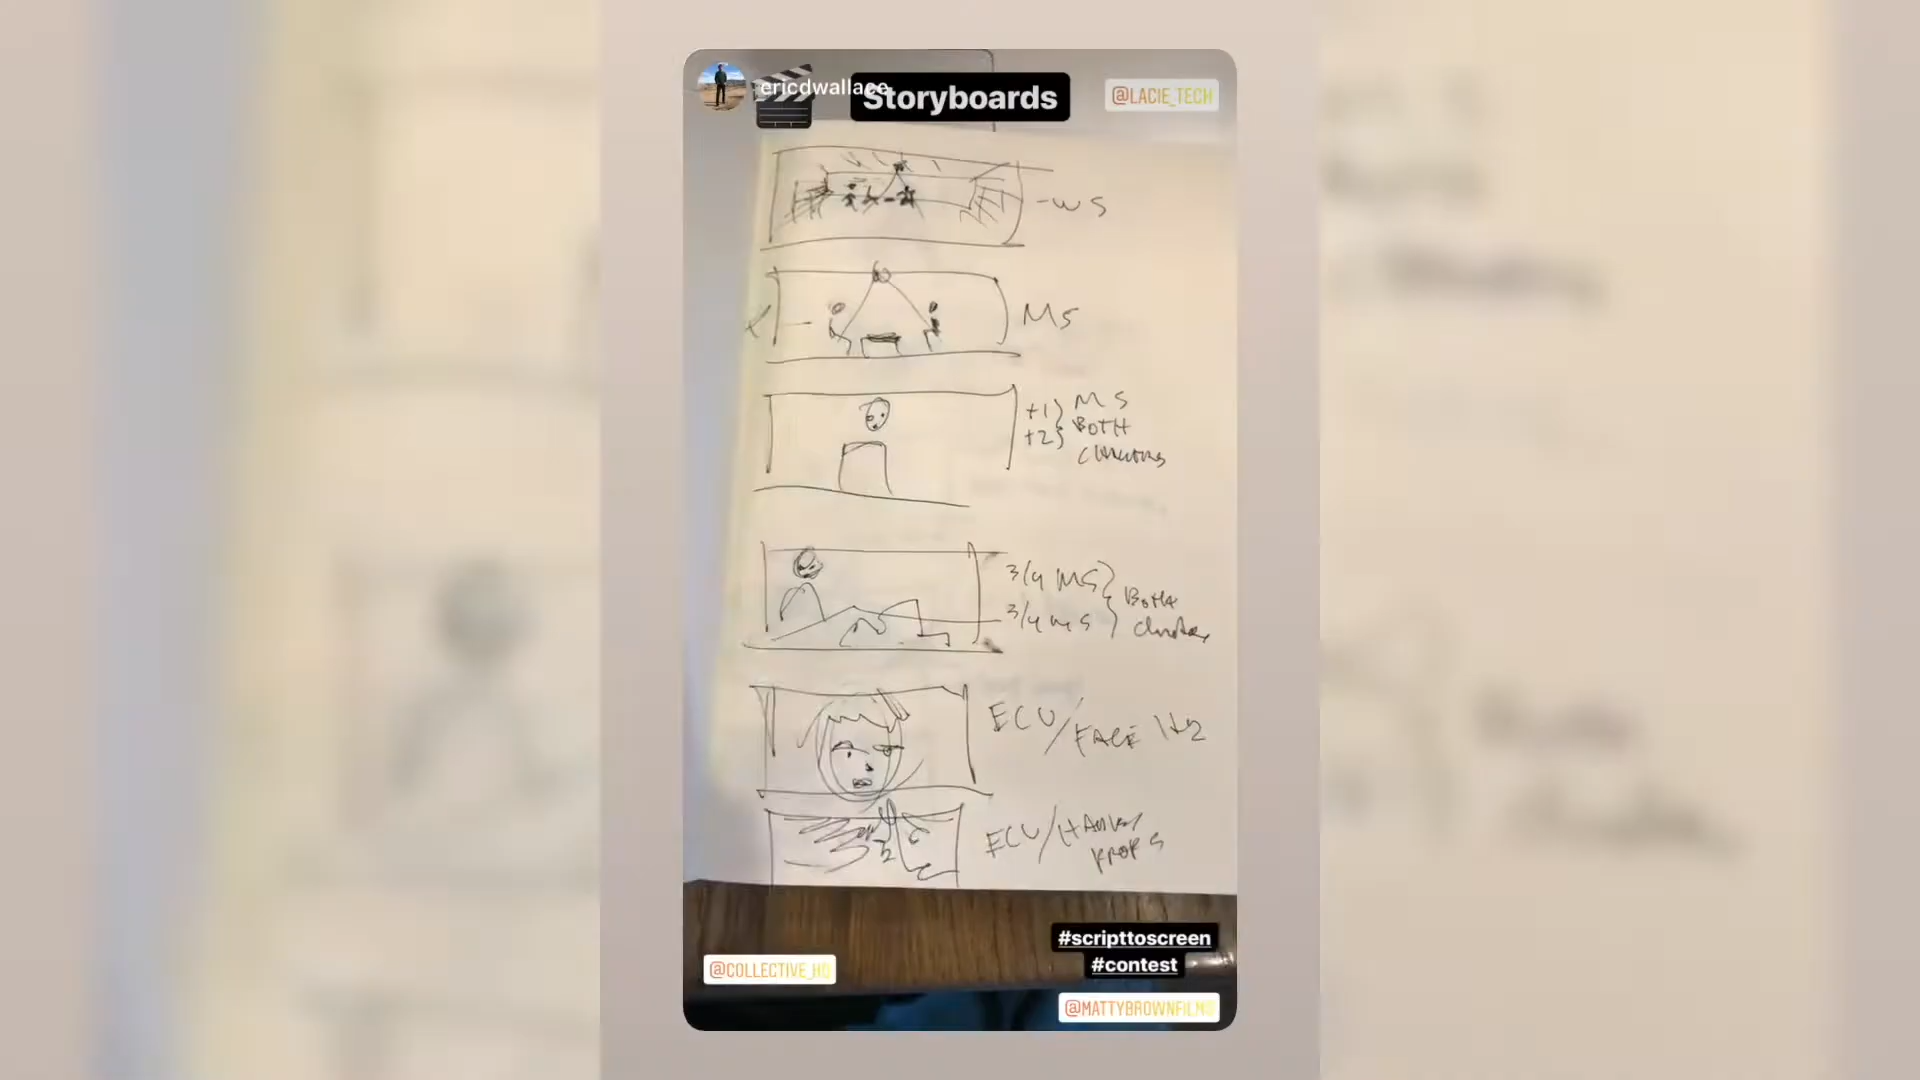 ericdwallace
Storyboards
@LACIE_TECH
- WS
MS
+1} MS
+2} BOTH
3/4 MS
3/4 MS } Both
ECU/FACE 1+2
ECU/
PROPS
#scripttoscreen
#contest
@COLLECTIVE_HQ
@MATTYBROWNFILMS